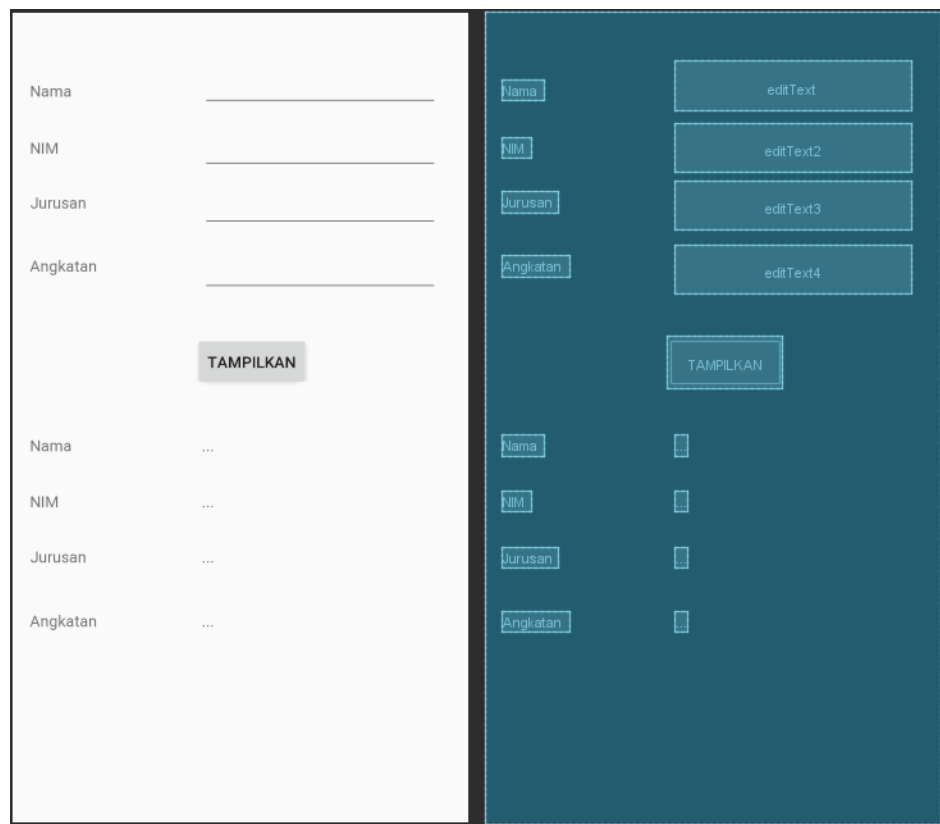 Nama
NIM
Jurusan
Angkatan
TAMPILKAN
Nama ...
NIM ...
Jurusan ...
Angkatan ...
Nama editText
NIM editText2
Jurusan editText3
Angkatan editText4
TAMPILKAN
Nama ...
NIM ...
Jurusan ...
Angkatan ...